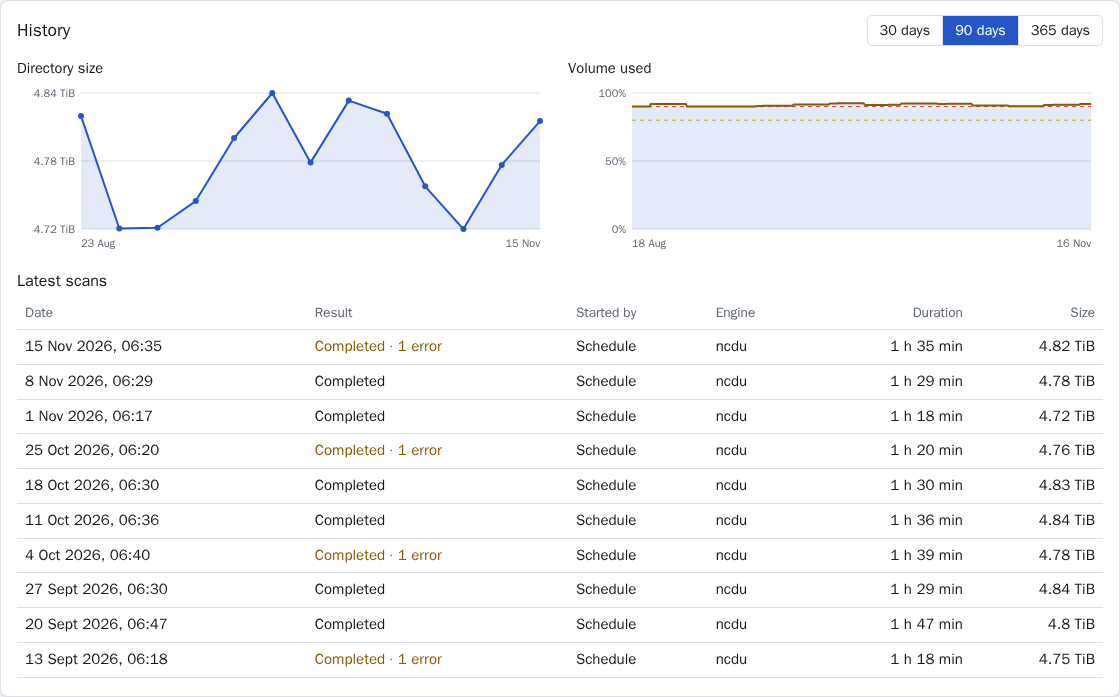 History
30 days 90 days 365 days
Directory size
4.84 TiB
4.78 TiB
4.72 TiB
23 Aug 15 Nov
Volume used
100%
50%
0%
18 Aug 16 Nov
Latest scans
Date Result Started by Engine Duration Size
15 Nov 2026, 06:35 Completed · 1 error Schedule ncdu 1 h 35 min 4.82 TiB
8 Nov 2026, 06:29 Completed Schedule ncdu 1 h 29 min 4.78 TiB
1 Nov 2026, 06:17 Completed Schedule ncdu 1 h 18 min 4.72 TiB
25 Oct 2026, 06:20 Completed · 1 error Schedule ncdu 1 h 20 min 4.76 TiB
18 Oct 2026, 06:30 Completed Schedule ncdu 1 h 30 min 4.83 TiB
11 Oct 2026, 06:36 Completed Schedule ncdu 1 h 36 min 4.84 TiB
4 Oct 2026, 06:40 Completed · 1 error Schedule ncdu 1 h 39 min 4.78 TiB
27 Sept 2026, 06:30 Completed Schedule ncdu 1 h 29 min 4.84 TiB
20 Sept 2026, 06:47 Completed Schedule ncdu 1 h 47 min 4.8 TiB
13 Sept 2026, 06:18 Completed · 1 error Schedule ncdu 1 h 18 min 4.75 TiB